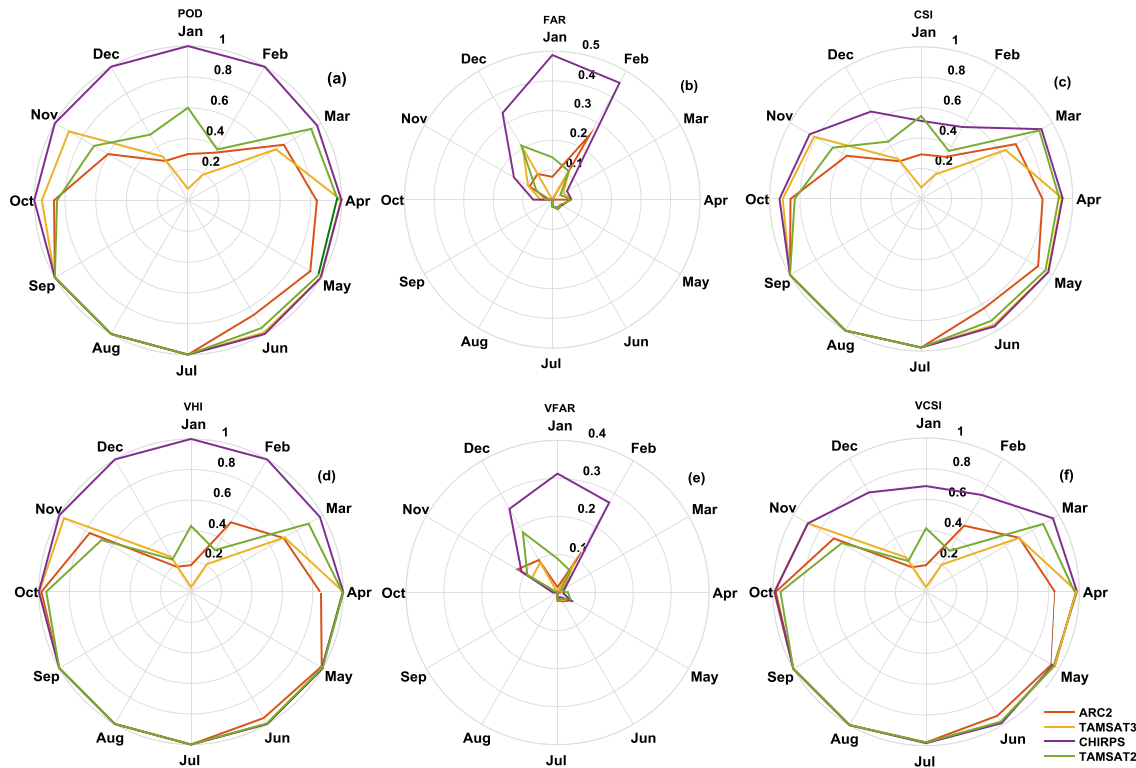 POD
Jan
1
Feb
0.8
Mar
0.6
0.4
0.2
Apr
May
Jun
Jul
Aug
Sep
Oct
Nov
Dec
(a)
FAR
Jan
0.5
Feb
0.4
Mar
0.3
0.2
0.1
Apr
May
Jun
Jul
Aug
Sep
Oct
Nov
Dec
(b)
CSI
Jan
1
Feb
0.8
Mar
0.6
0.4
0.2
Apr
May
Jun
Jul
Aug
Sep
Oct
Nov
Dec
(c)
VHI
Jan
1
Feb
0.8
Mar
0.6
0.4
0.2
Apr
May
Jun
Jul
Aug
Sep
Oct
Nov
Dec
(d)
VFAR
Jan
0.4
Feb
0.3
Mar
0.2
0.1
Apr
May
Jun
Jul
Aug
Sep
Oct
Nov
Dec
(e)
VCSI
Jan
1
Feb
0.8
Mar
0.6
0.4
0.2
Apr
May
Jun
Jul
Aug
Sep
Oct
Nov
Dec
(f)
ARC2
TAMSAT3
CHIRPS
TAMSAT2